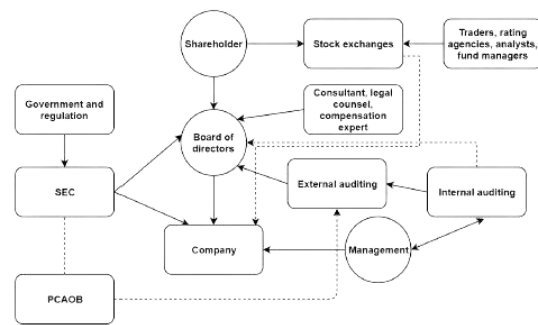 Shareholder
Stock exchanges
Traders, rating
agencies, analysts,
fund managers
Government and
regulation
Consultant, legal
counsel,
compensation
expert
Board of
directors
SEC
External auditing
Internal auditing
Company
Management
PCAOB